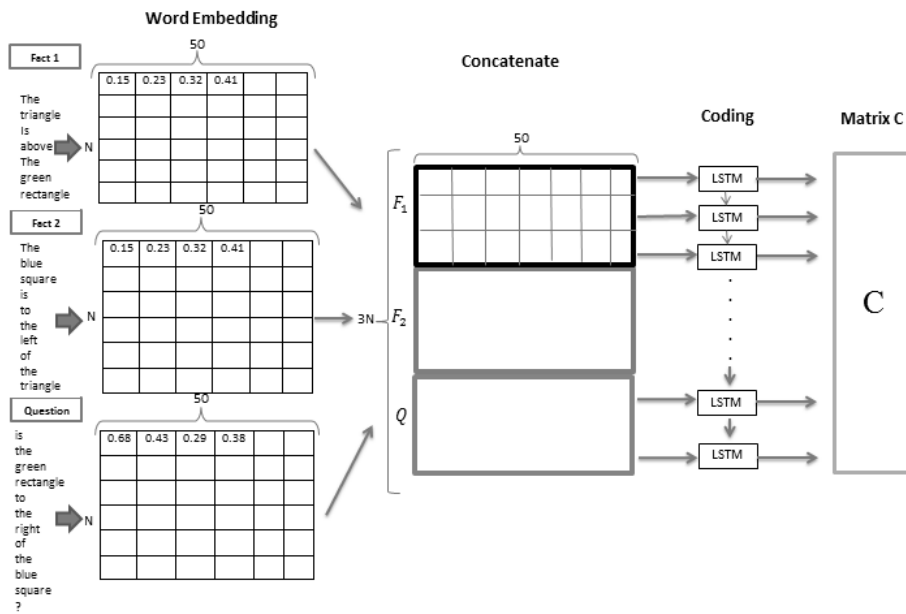 Word Embedding
50
Fact 1
0.15 0.23 0.32 0.41
The
triangle
Is
above
The
green
rectangle
N
50
Fact 2
0.15 0.23 0.32 0.41
The
blue
square
is
to
the
left
of
the
triangle
N
50
Question
0.68 0.43 0.29 0.38
is
the
green
rectangle
to
the
right
of
the
blue
square
?
N
Concatenate
50
3N
F1
F2
Q
Coding
LSTM
LSTM
LSTM
LSTM
LSTM
Matrix C
C